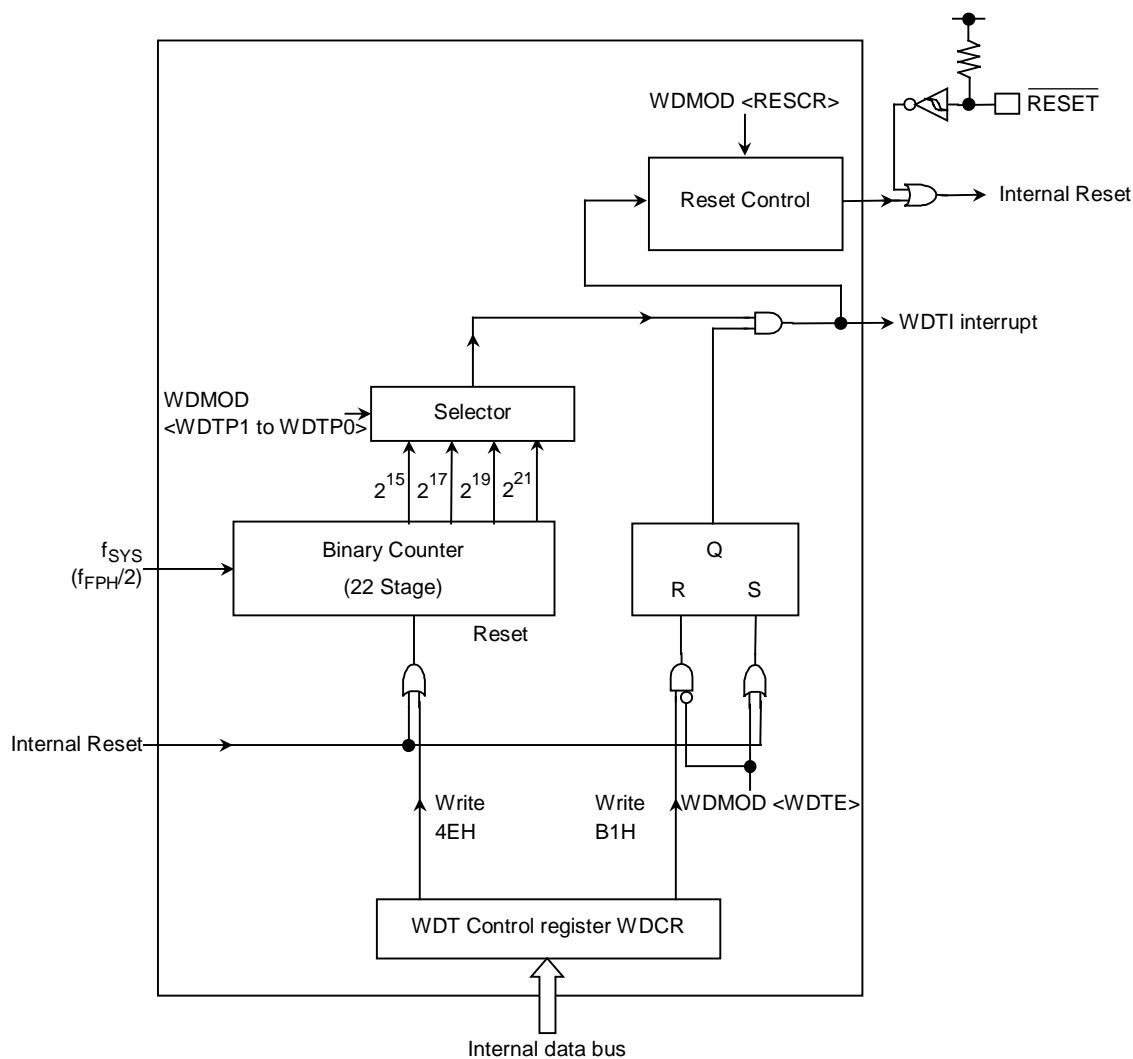 WDMOD <RESCR>
RESET
Reset Control
Internal Reset
WDTI interrupt
WDMOD
<WDTP1 to WDTP0>
Selector
2^15 2^17 2^19 2^21
fSYS
(fFPH/2)
Binary Counter
(22 Stage)
Reset
Q
R S
Internal Reset
Write
4EH
Write
B1H
WDMOD <WDTE>
WDT Control register WDCR
Internal data bus